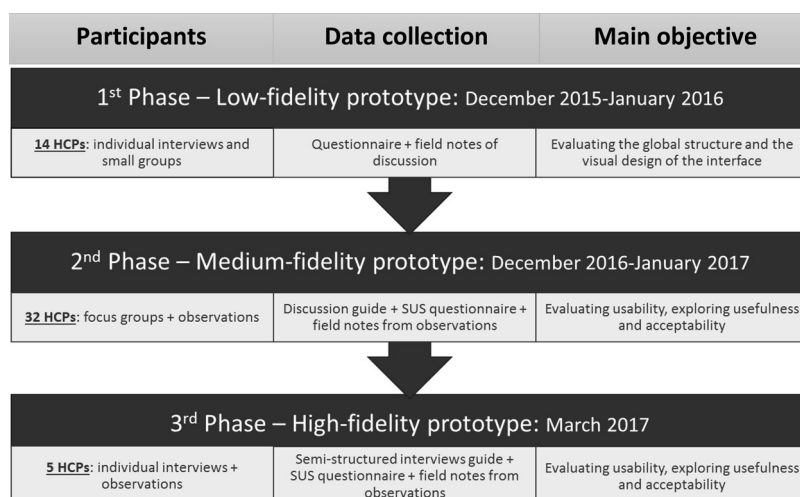 Participants Data collection Main objective
1st Phase – Low-fidelity prototype: December 2015-January 2016
14 HCPs: individual interviews and
small groups
Questionnaire + field notes of
discussion
Evaluating the global structure and the
visual design of the interface
2nd Phase – Medium-fidelity prototype: December 2016-January 2017
32 HCPs: focus groups + observations
Discussion guide + SUS questionnaire +
field notes from observations
Evaluating usability, exploring usefulness
and acceptability
3rd Phase – High-fidelity prototype: March 2017
5 HCPs: individual interviews +
observations
Semi-structured interviews guide +
SUS questionnaire + field notes from
observations
Evaluating usability, exploring usefulness
and acceptability